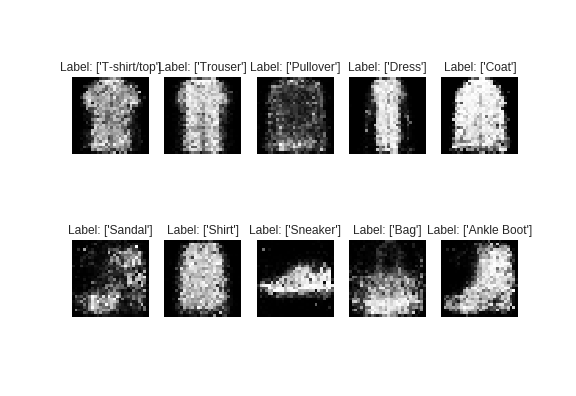 Label: ['T-shirt/top'] Label: ['Trouser'] Label: ['Pullover'] Label: ['Dress'] Label: ['Coat']
Label: ['Sandal'] Label: ['Shirt'] Label: ['Sneaker'] Label: ['Bag'] Label: ['Ankle Boot']